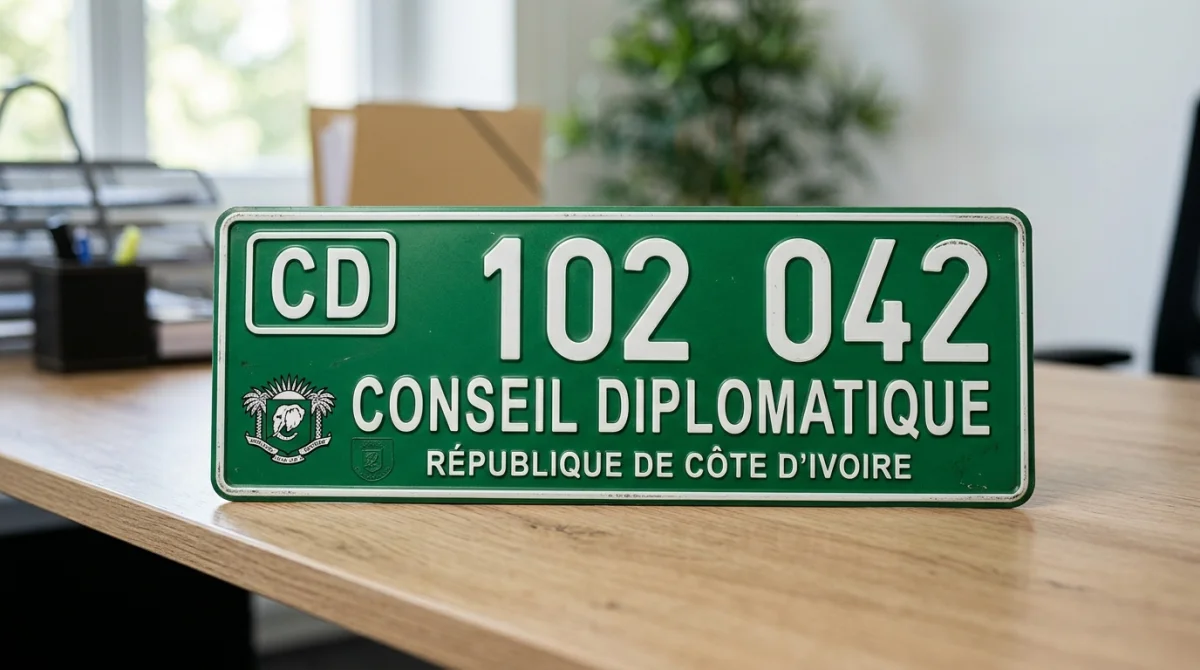 CD
102 042
CONSEIL DIPLOMATIQUE
RÉPUBLIQUE DE CÔTE D'IVOIRE